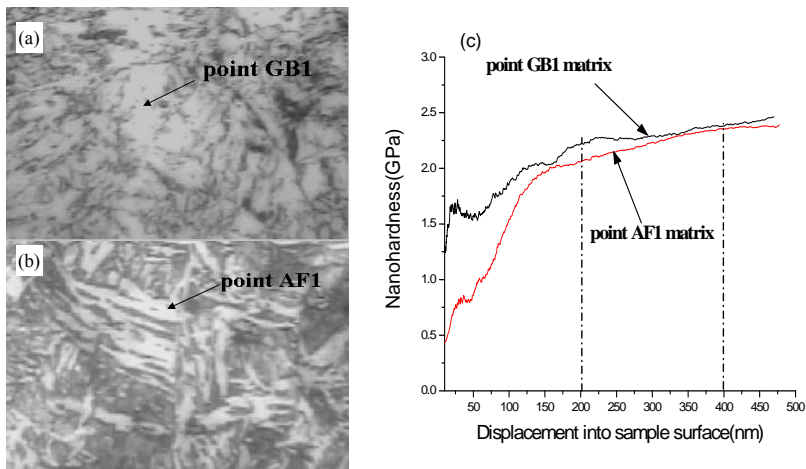 (a)
point GB1
(b)
point AF1
(c)
point GB1 matrix
point AF1 matrix
Nanohardness(GPa)
3.0
2.5
2.0
1.5
1.0
0.5
0.0
50 100 150 200 250 300 350 400 450 500
Displacement into sample surface(nm)